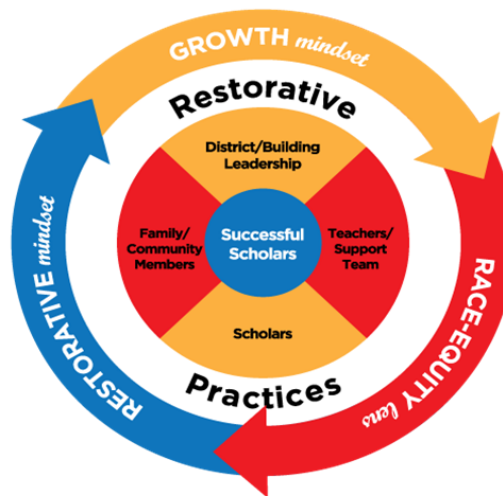 GROWTH mindset
Restorative
District/Building
Leadership
Family/
Community
Members
Successful
Scholars
Teachers/
Support
Team
Scholars
Practices
RESTORATIVE mindset
RACE-EQUITY lens